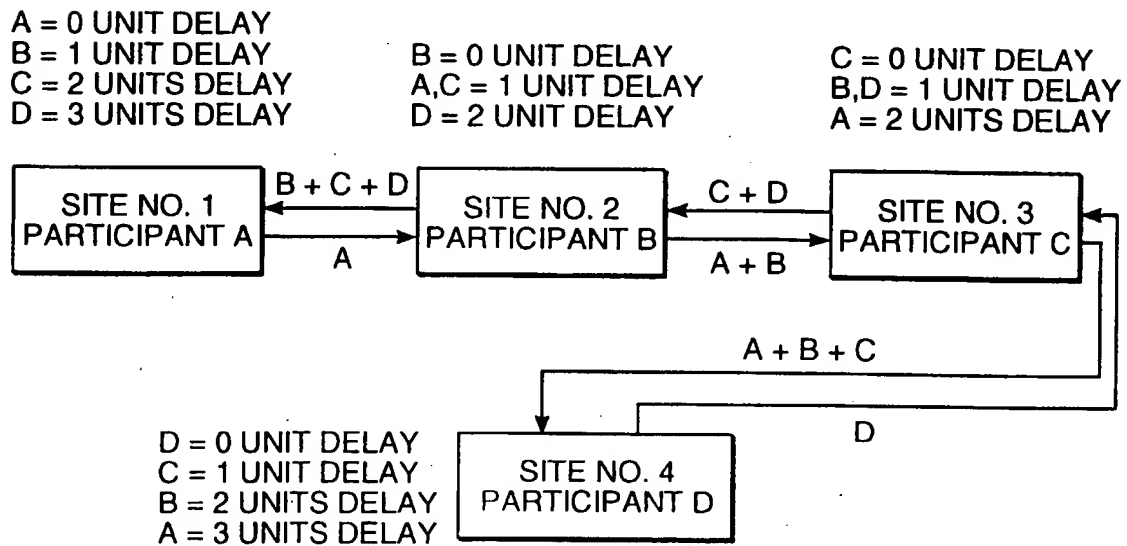 A = 0 UNIT DELAY
B = 1 UNIT DELAY
C = 2 UNITS DELAY
D = 3 UNITS DELAY
B = 0 UNIT DELAY
A,C = 1 UNIT DELAY
D = 2 UNIT DELAY
C = 0 UNIT DELAY
B,D = 1 UNIT DELAY
A = 2 UNITS DELAY
SITE NO. 1
PARTICIPANT A
B + C + D
A
SITE NO. 2
PARTICIPANT B
C + D
A + B
SITE NO. 3
PARTICIPANT C
A + B + C
D
D = 0 UNIT DELAY
C = 1 UNIT DELAY
B = 2 UNITS DELAY
A = 3 UNITS DELAY
SITE NO. 4
PARTICIPANT D